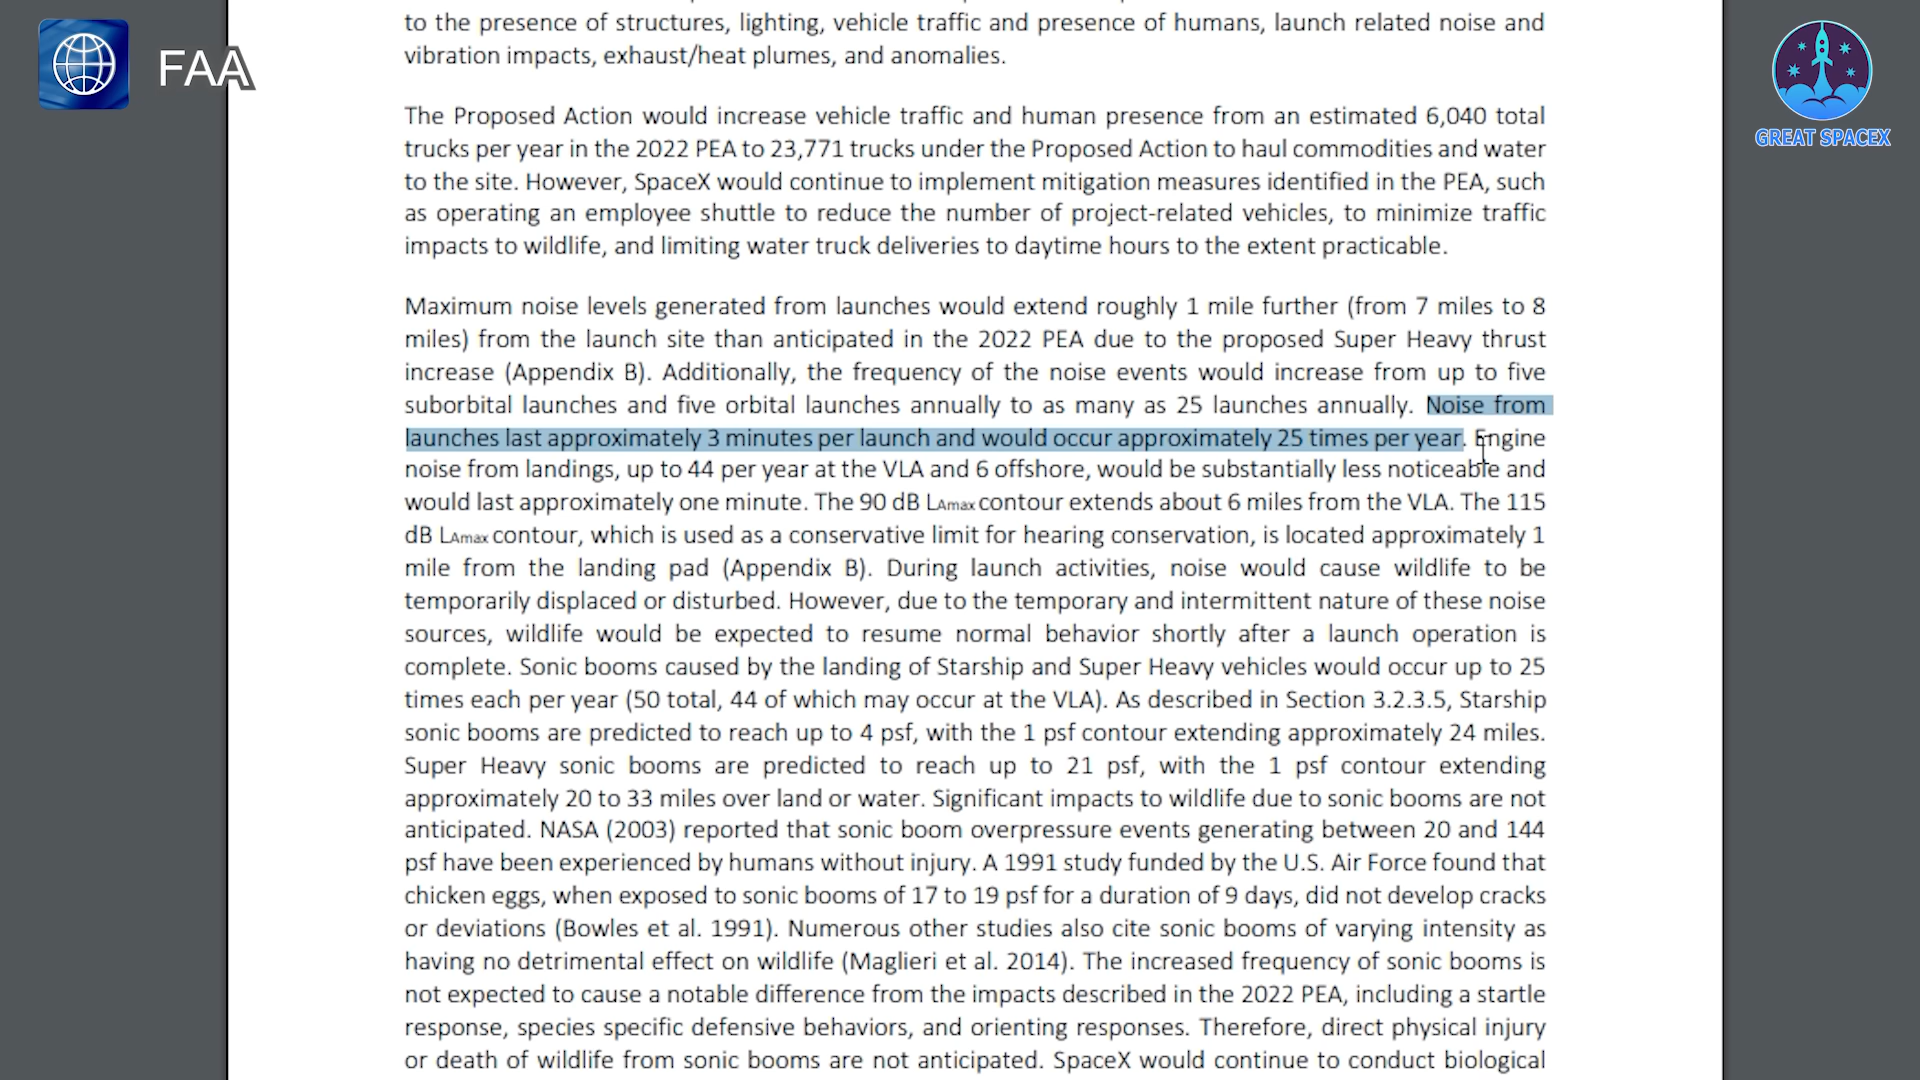 FAA
GREAT SPACEX
to the presence of structures, lighting, vehicle traffic and presence of humans, launch related noise and
vibration impacts, exhaust/heat plumes, and anomalies.
The Proposed Action would increase vehicle traffic and human presence from an estimated 6,040 total
trucks per year in the 2022 PEA to 23,771 trucks under the Proposed Action to haul commodities and water
to the site. However, SpaceX would continue to implement mitigation measures identified in the PEA, such
as operating an employee shuttle to reduce the number of project-related vehicles, to minimize traffic
impacts to wildlife, and limiting water truck deliveries to daytime hours to the extent practicable.
Maximum noise levels generated from launches would extend roughly 1 mile further (from 7 miles to 8
miles) from the launch site than anticipated in the 2022 PEA due to the proposed Super Heavy thrust
increase (Appendix B). Additionally, the frequency of the noise events would increase from up to five
suborbital launches and five orbital launches annually to as many as 25 launches annually. Noise from
launches last approximately 3 minutes per launch and would occur approximately 25 times per year. Engine
noise from landings, up to 44 per year at the VLA and 6 offshore, would be substantially less noticeable and
would last approximately one minute. The 90 dB LAmax contour extends about 6 miles from the VLA. The 115
dB LAmax contour, which is used as a conservative limit for hearing conservation, is located approximately 1
mile from the landing pad (Appendix B). During launch activities, noise would cause wildlife to be
temporarily displaced or disturbed. However, due to the temporary and intermittent nature of these noise
sources, wildlife would be expected to resume normal behavior shortly after a launch operation is
complete. Sonic booms caused by the landing of Starship and Super Heavy vehicles would occur up to 25
times each per year (50 total, 44 of which may occur at the VLA). As described in Section 3.2.3.5, Starship
sonic booms are predicted to reach up to 4 psf, with the 1 psf contour extending approximately 24 miles.
Super Heavy sonic booms are predicted to reach up to 21 psf, with the 1 psf contour extending
approximately 20 to 33 miles over land or water. Significant impacts to wildlife due to sonic booms are not
anticipated. NASA (2003) reported that sonic boom overpressure events generating between 20 and 144
psf have been experienced by humans without injury. A 1991 study funded by the U.S. Air Force found that
chicken eggs, when exposed to sonic booms of 17 to 19 psf for a duration of 9 days, did not develop cracks
or deviations (Bowles et al. 1991). Numerous other studies also cite sonic booms of varying intensity as
having no detrimental effect on wildlife (Maglieri et al. 2014). The increased frequency of sonic booms is
not expected to cause a notable difference from the impacts described in the 2022 PEA, including a startle
response, species specific defensive behaviors, and orienting responses. Therefore, direct physical injury
or death of wildlife from sonic booms are not anticipated. SpaceX would continue to conduct biological